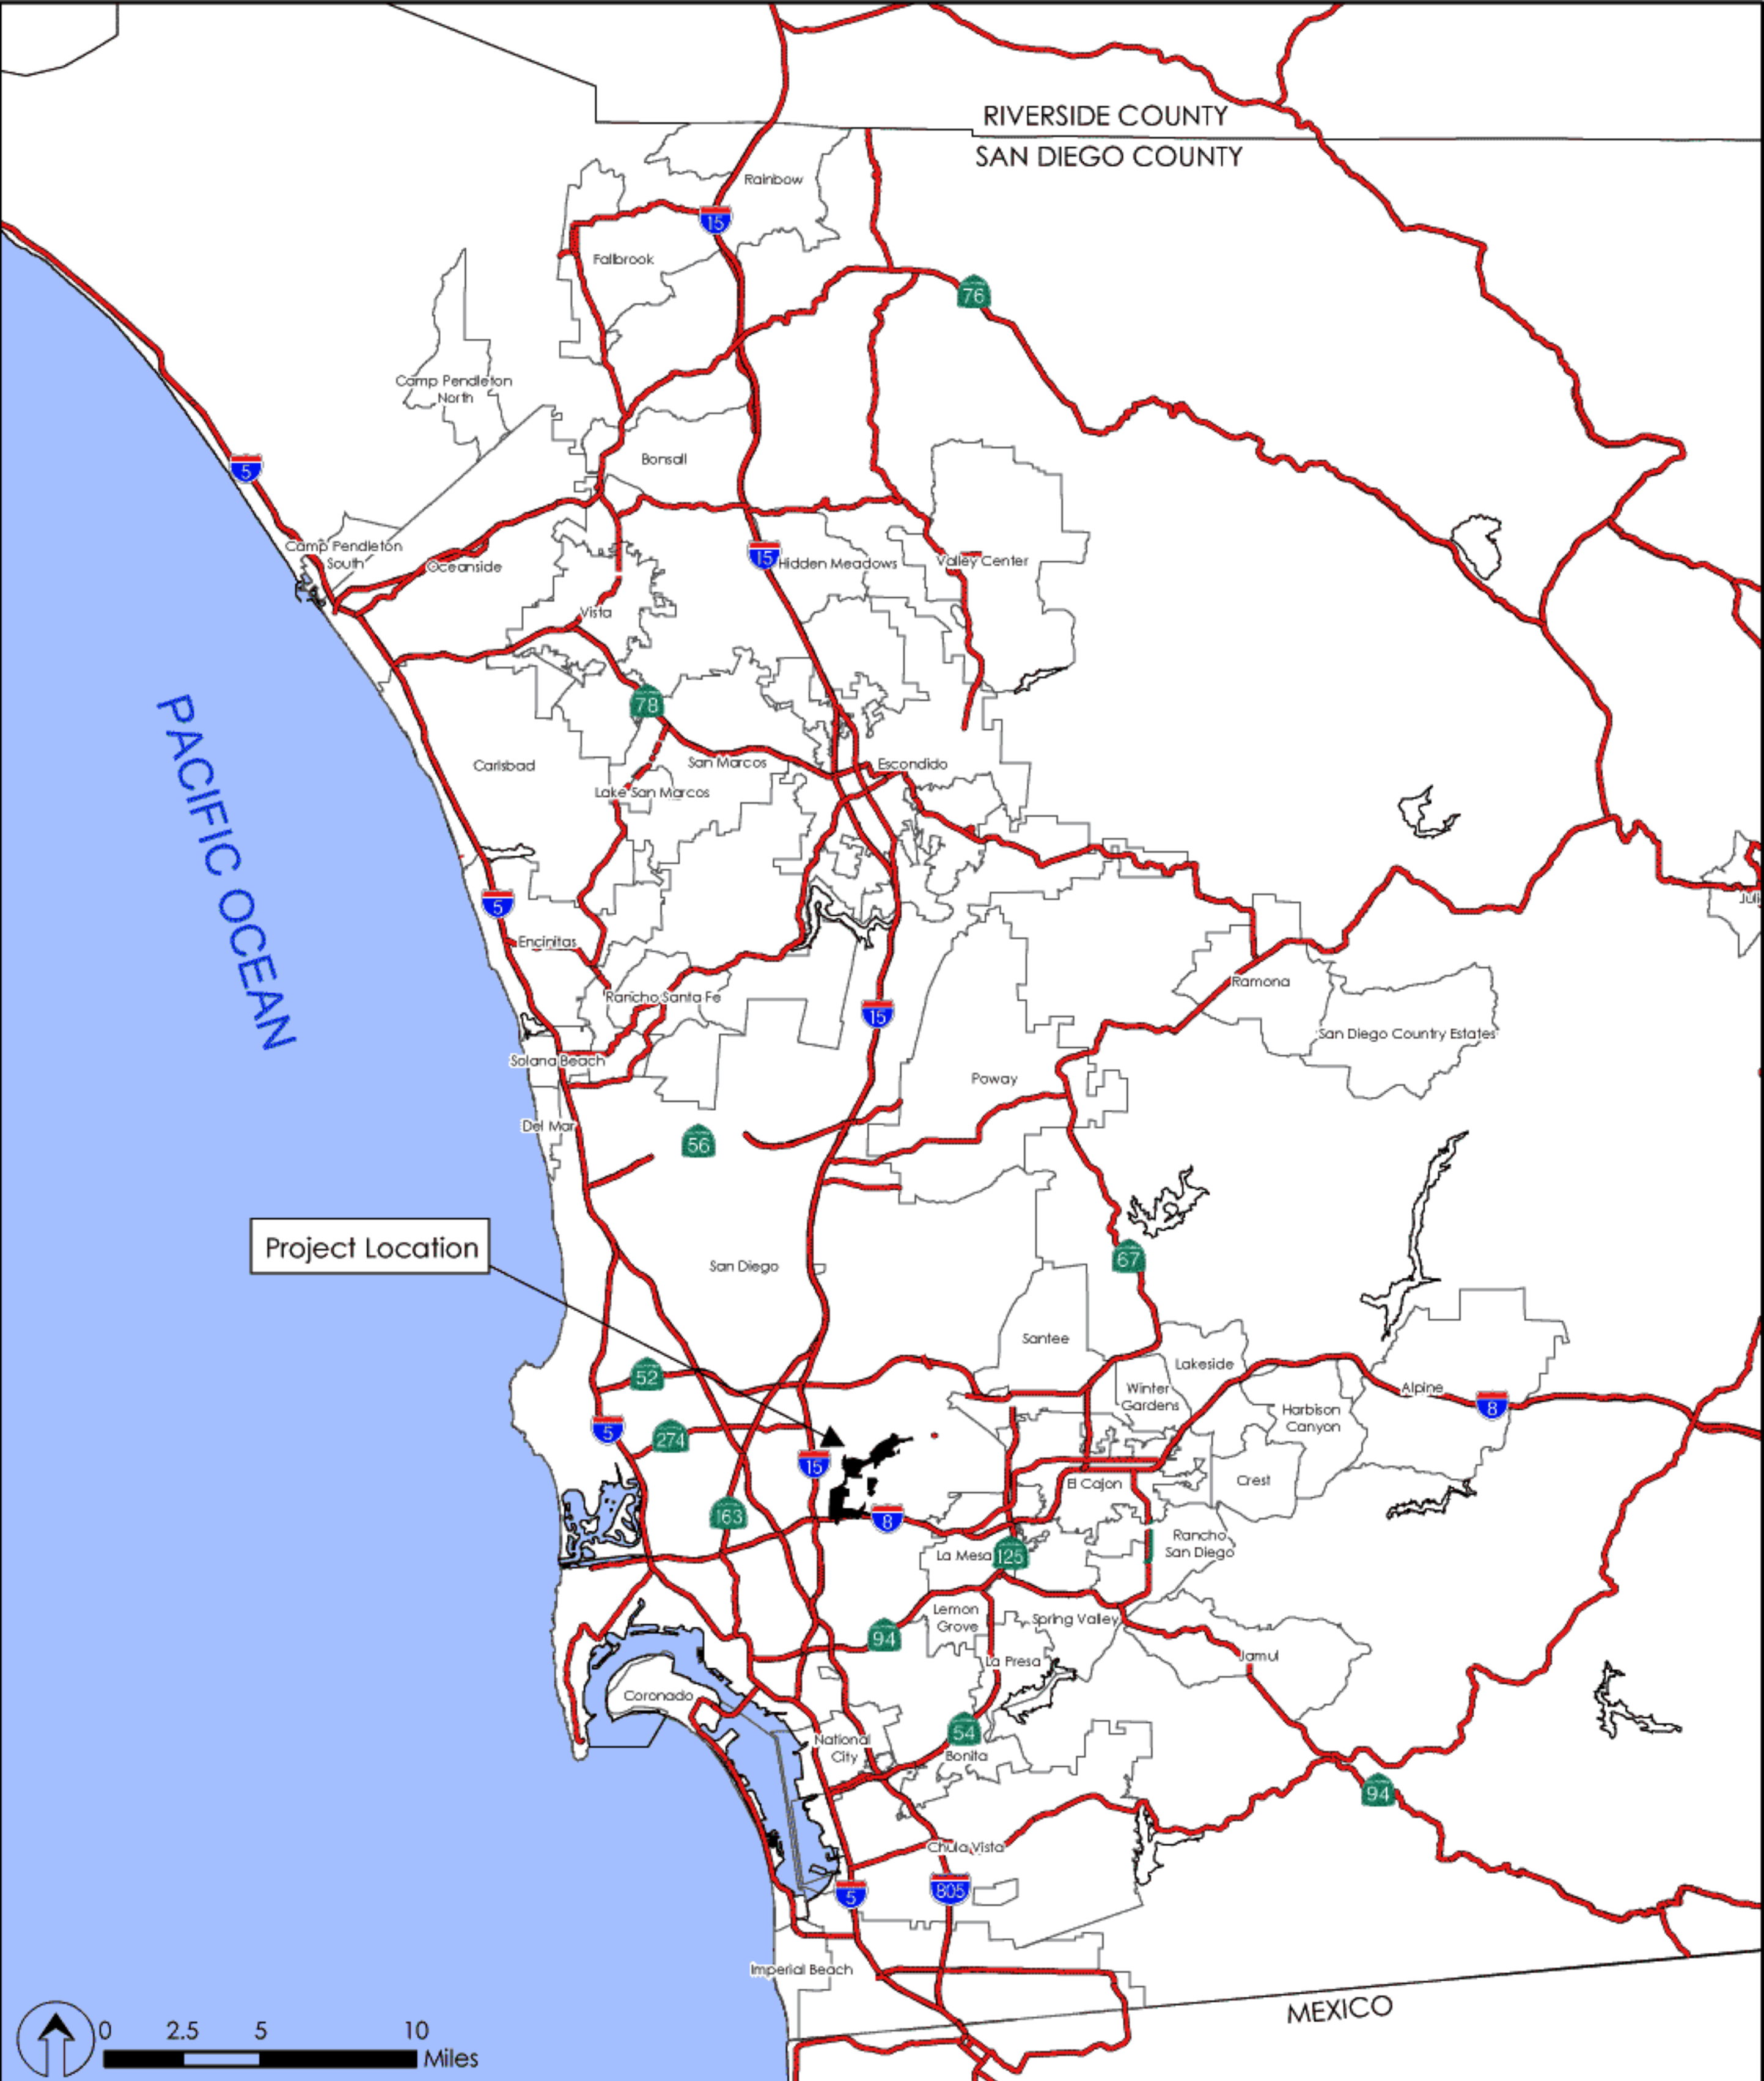 RIVERSIDE COUNTY
SAN DIEGO COUNTY
Rainbow
15
Fallbrook
76
Camp Pendleton
North
Bonsall
5
Camp Pendleton
South
Oceanside
15
Hidden Meadows
Valley Center
Vista
78
PACIFIC OCEAN
Carlsbad
San Marcos
Escondido
Lake San Marcos
5
Encinitas
Ramona
Rancho Santa Fe
15
San Diego Country Estates
Solana Beach
Poway
Del Mar
56
Project Location
San Diego
67
Santee
Lakeside
52
Winter
Gardens
Alpine
8
Harbison
Canyon
5
274
15
El Cajon
Crest
163
8
La Mesa
125
Rancho
San Diego
Lemon
Grove
Spring Valley
94
La Presa
Jamul
Coronado
54
National
City
Bonita
94
Chula Vista
5
805
Imperial Beach
MEXICO
0
2.5
5
10
Miles